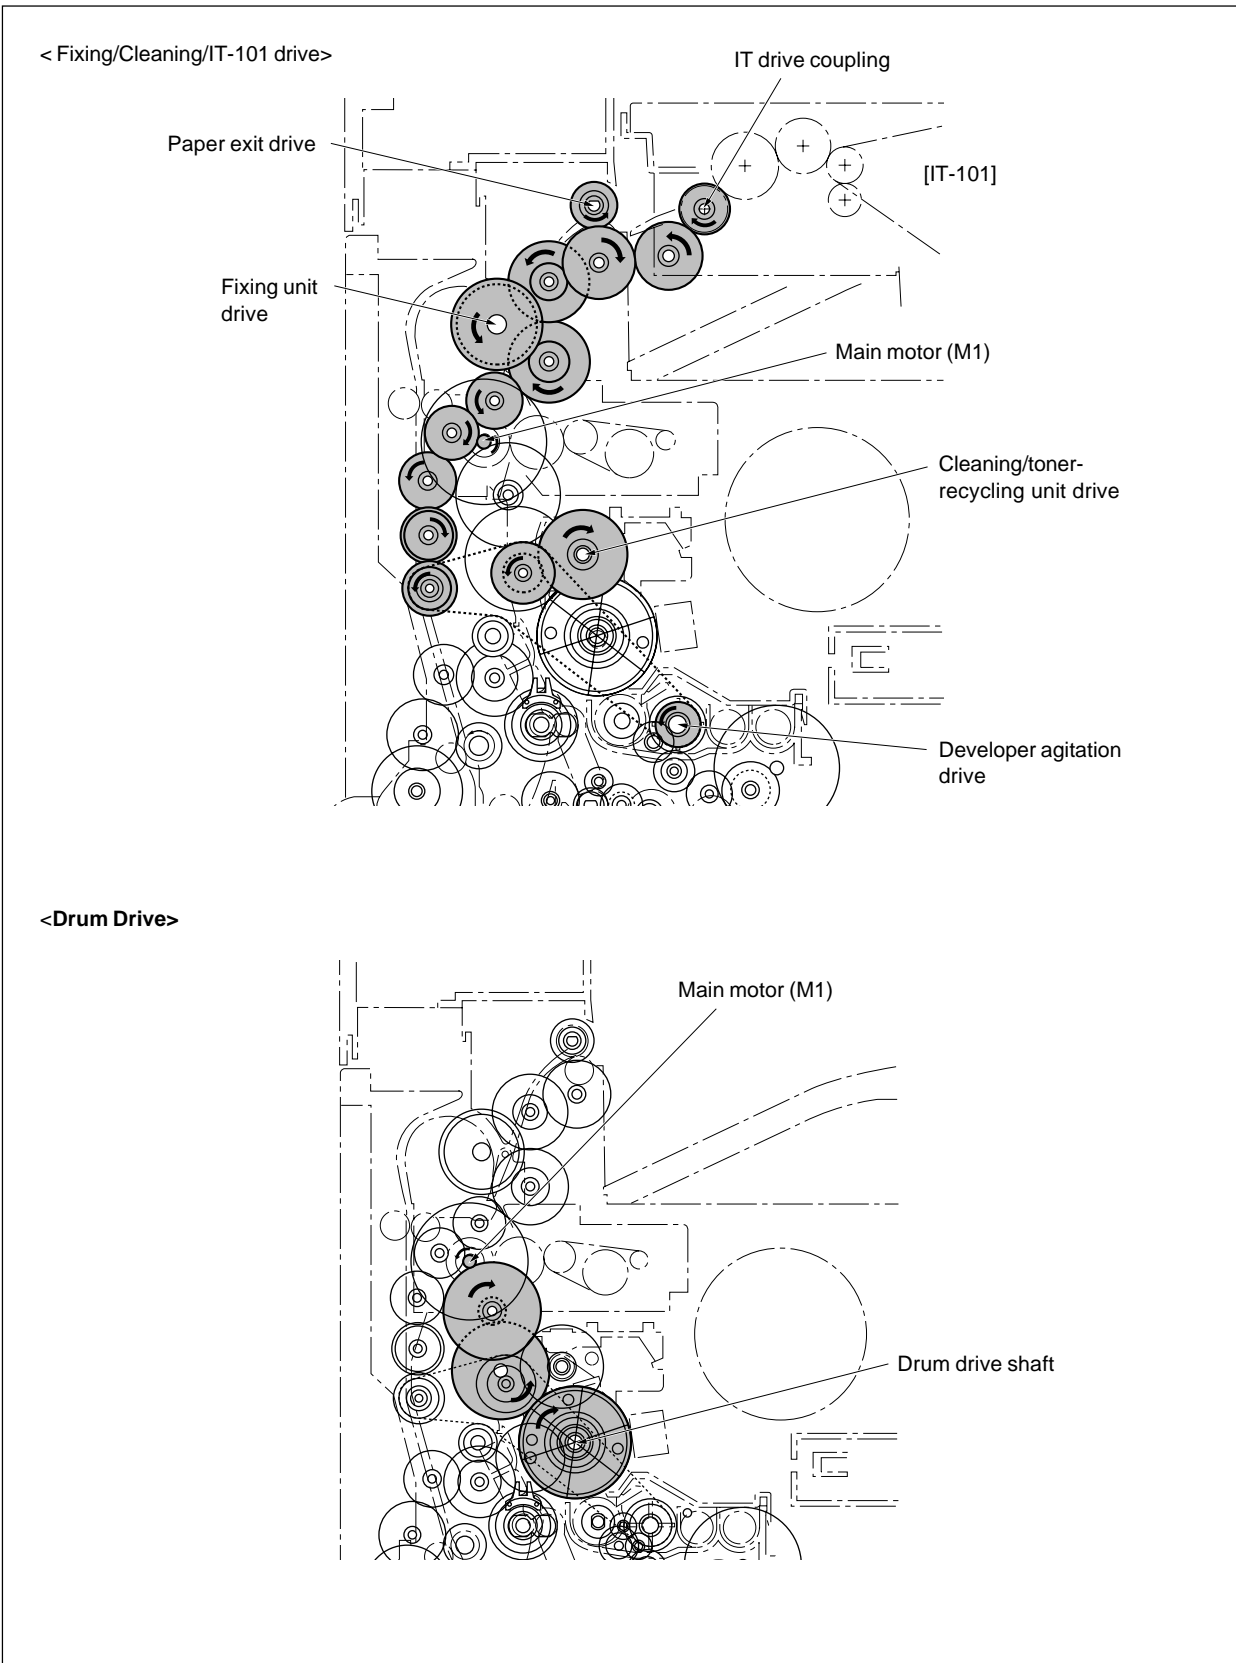 < Fixing/Cleaning/IT-101 drive>
IT drive coupling
Paper exit drive
[IT-101]
Fixing unit
drive
Main motor (M1)
Cleaning/toner-
recycling unit drive
Developer agitation
drive
<Drum Drive>
Main motor (M1)
Drum drive shaft